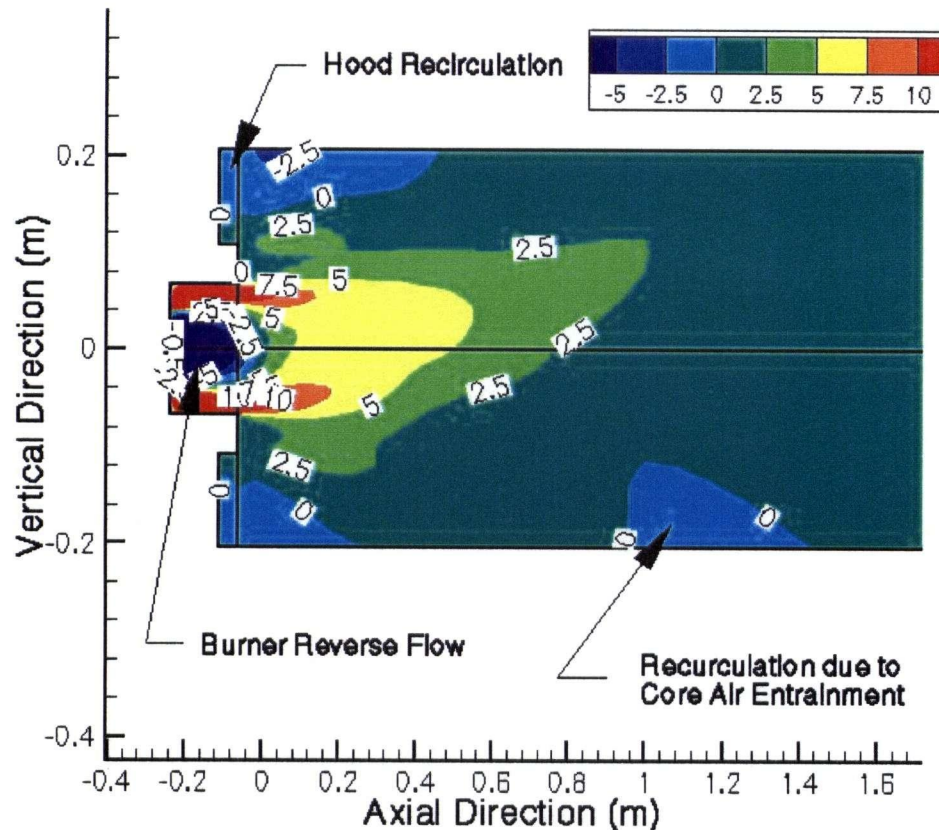 Hood Recirculation
-5 -2.5 0 2.5 5 7.5 10
0.2
0
-0.2
-0.4
Vertical Direction (m)
-2.5
0
0
2.5
2.5
0
7.5
5
5
2.5
2.5
5
10
2.5
0
0
0
0
Burner Reverse Flow
Recurculation due to
Core Air Entrainment
-0.4 -0.2 0 0.2 0.4 0.6 0.8 1 1.2 1.4 1.6
Axial Direction (m)